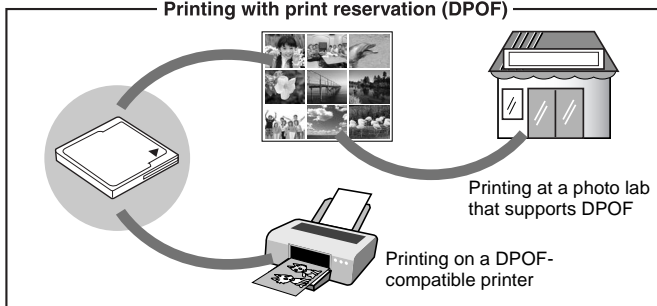 Printing with print reservation (DPOF)
Printing at a photo lab
that supports DPOF
Printing on a DPOF-
compatible printer